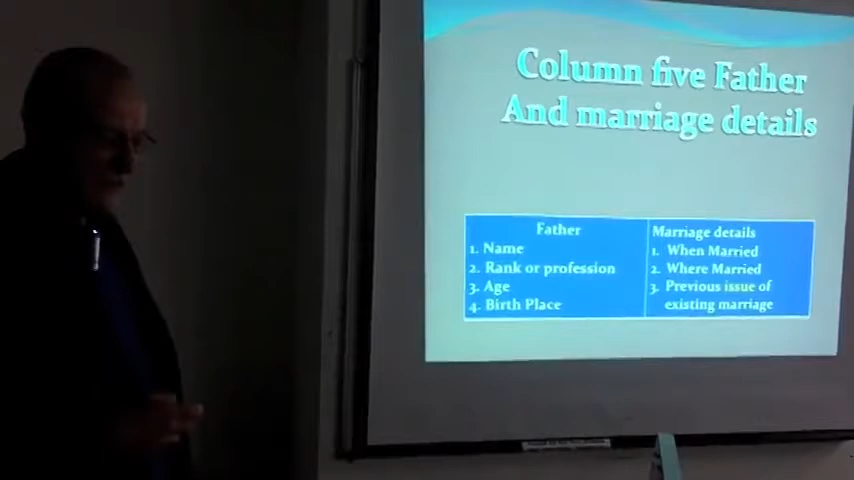 Column five Father
And marriage details
Father
1. Name
2. Rank or profession
3. Age
4. Birth Place
Marriage details
1. When Married
2. Where Married
3. Previous issue of
existing marriage